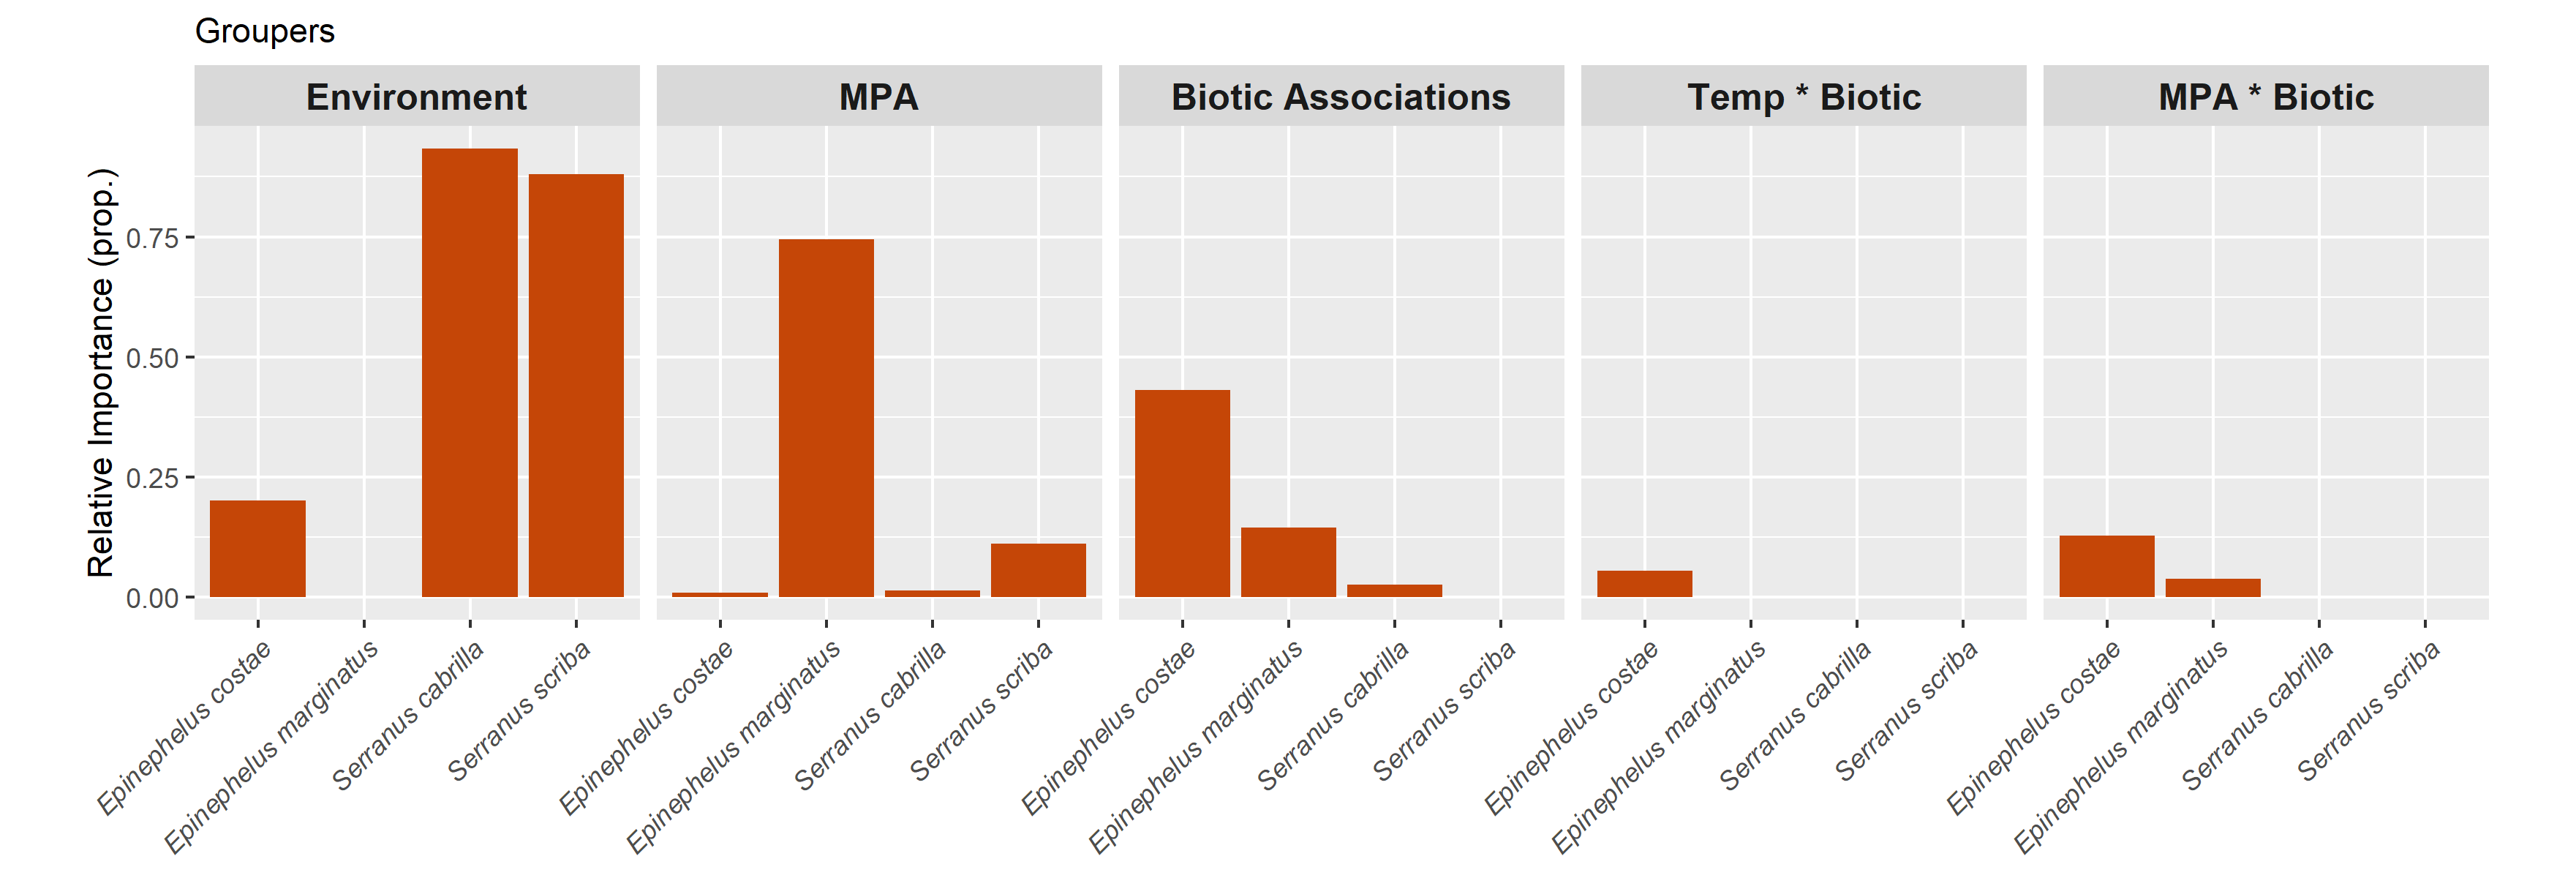 Groupers
Environment
MPA
Biotic Associations
Temp * Biotic
MPA * Biotic
Relative Importance (prop.)
0.75
0.50
0.25
0.00
Epinephelus costae
Epinephelus marginatus
Serranus cabrilla
Serranus scriba
Epinephelus costae
Epinephelus marginatus
Serranus cabrilla
Serranus scriba
Epinephelus costae
Epinephelus marginatus
Serranus cabrilla
Serranus scriba
Epinephelus costae
Epinephelus marginatus
Serranus cabrilla
Serranus scriba
Epinephelus costae
Epinephelus marginatus
Serranus cabrilla
Serranus scriba